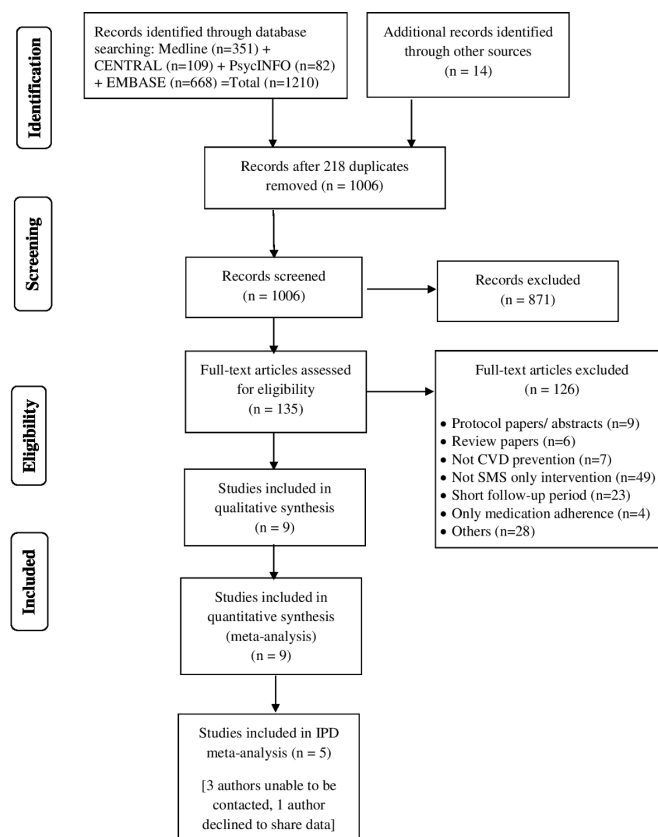 Records identified through database
searching: Medline (n=351) +
CENTRAL (n=109) + PsycINFO (n=82)
+ EMBASE (n=668) =Total (n=1210)
Additional records identified
through other sources
(n = 14)
Identification
Records after 218 duplicates
removed (n = 1006)
Screening
Records screened
(n = 1006)
Records excluded
(n = 871)
Full-text articles assessed
for eligibility
(n = 135)
Full-text articles excluded
(n = 126)
• Protocol papers/ abstracts (n=9)
• Review papers (n=6)
• Not CVD prevention (n=7)
• Not SMS only intervention (n=49)
• Short follow-up period (n=23)
• Only medication adherence (n=4)
• Others (n=28)
Eligibility
Studies included in
qualitative synthesis
(n = 9)
Included
Studies included in
quantitative synthesis
(meta-analysis)
(n = 9)
Studies included in IPD
meta-analysis (n = 5)
[3 authors unable to be
contacted, 1 author
declined to share data]